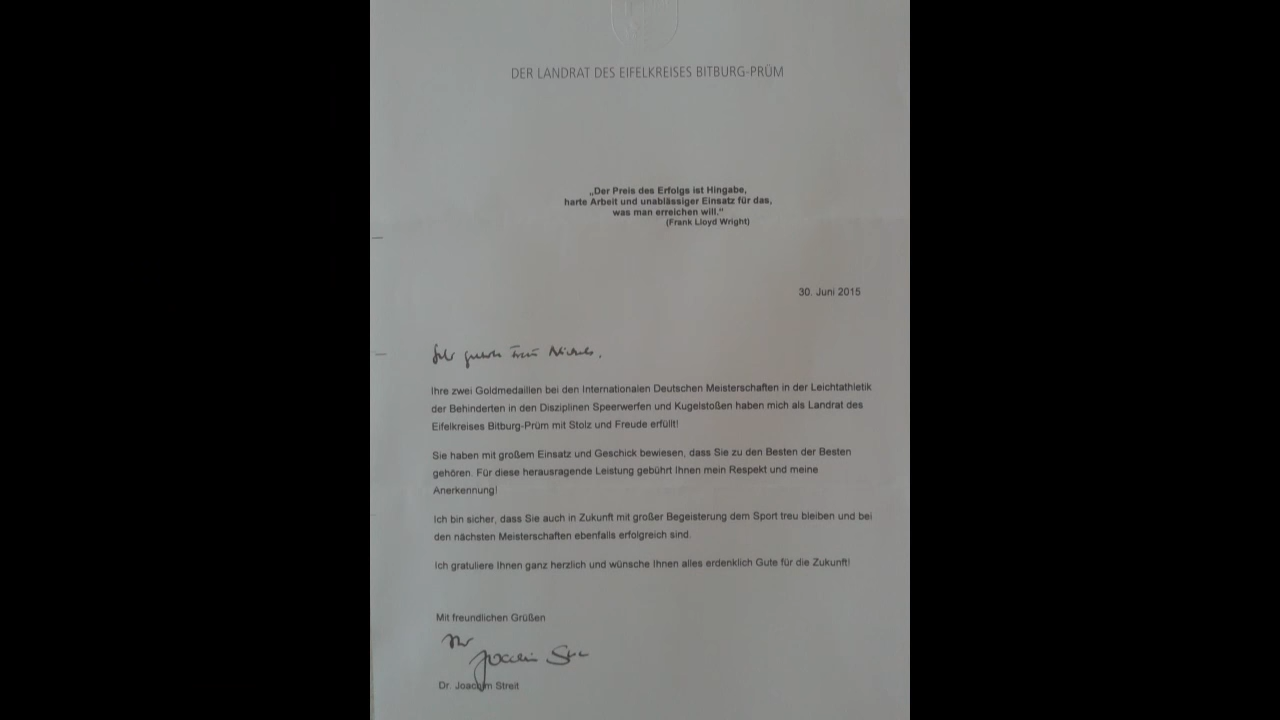 DER LANDRAT DES EIFELKREISES BITBURG-PRÜM
„Der Preis des Erfolgs ist Hingabe,
harte Arbeit und unablässiger Einsatz für das,
was man erreichen will.“
(Frank Lloyd Wright)
30. Juni 2015
Sehr geehrte Frau
Ihre zwei Goldmedaillen bei den Internationalen Deutschen Meisterschaften in der Leichtathletik
der Behinderten in den Disziplinen Speerwerfen und Kugelstoßen haben mich als Landrat des
Eifelkreises Bitburg-Prüm mit Stolz und Freude erfüllt!
Sie haben mit großem Einsatz und Geschick bewiesen, dass Sie zu den Besten der Besten
gehören. Für diese herausragende Leistung gebührt Ihnen mein Respekt und meine
Anerkennung!
Ich bin sicher, dass Sie auch in Zukunft mit großer Begeisterung dem Sport treu bleiben und bei
den nächsten Meisterschaften ebenfalls erfolgreich sind.
Ich gratuliere Ihnen ganz herzlich und wünsche Ihnen alles erdenklich Gute für die Zukunft!
Mit freundlichen Grüßen
Ihr
Joachim Streit
Dr. Joachim Streit